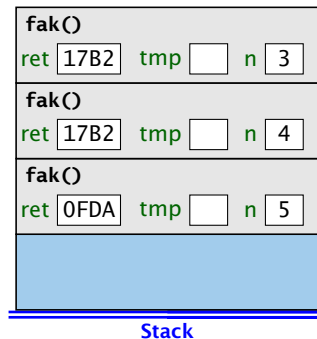 fak()
ret 17B2 tmp n 3
fak()
ret 17B2 tmp n 4
fak()
ret 0FDA tmp n 5
Stack